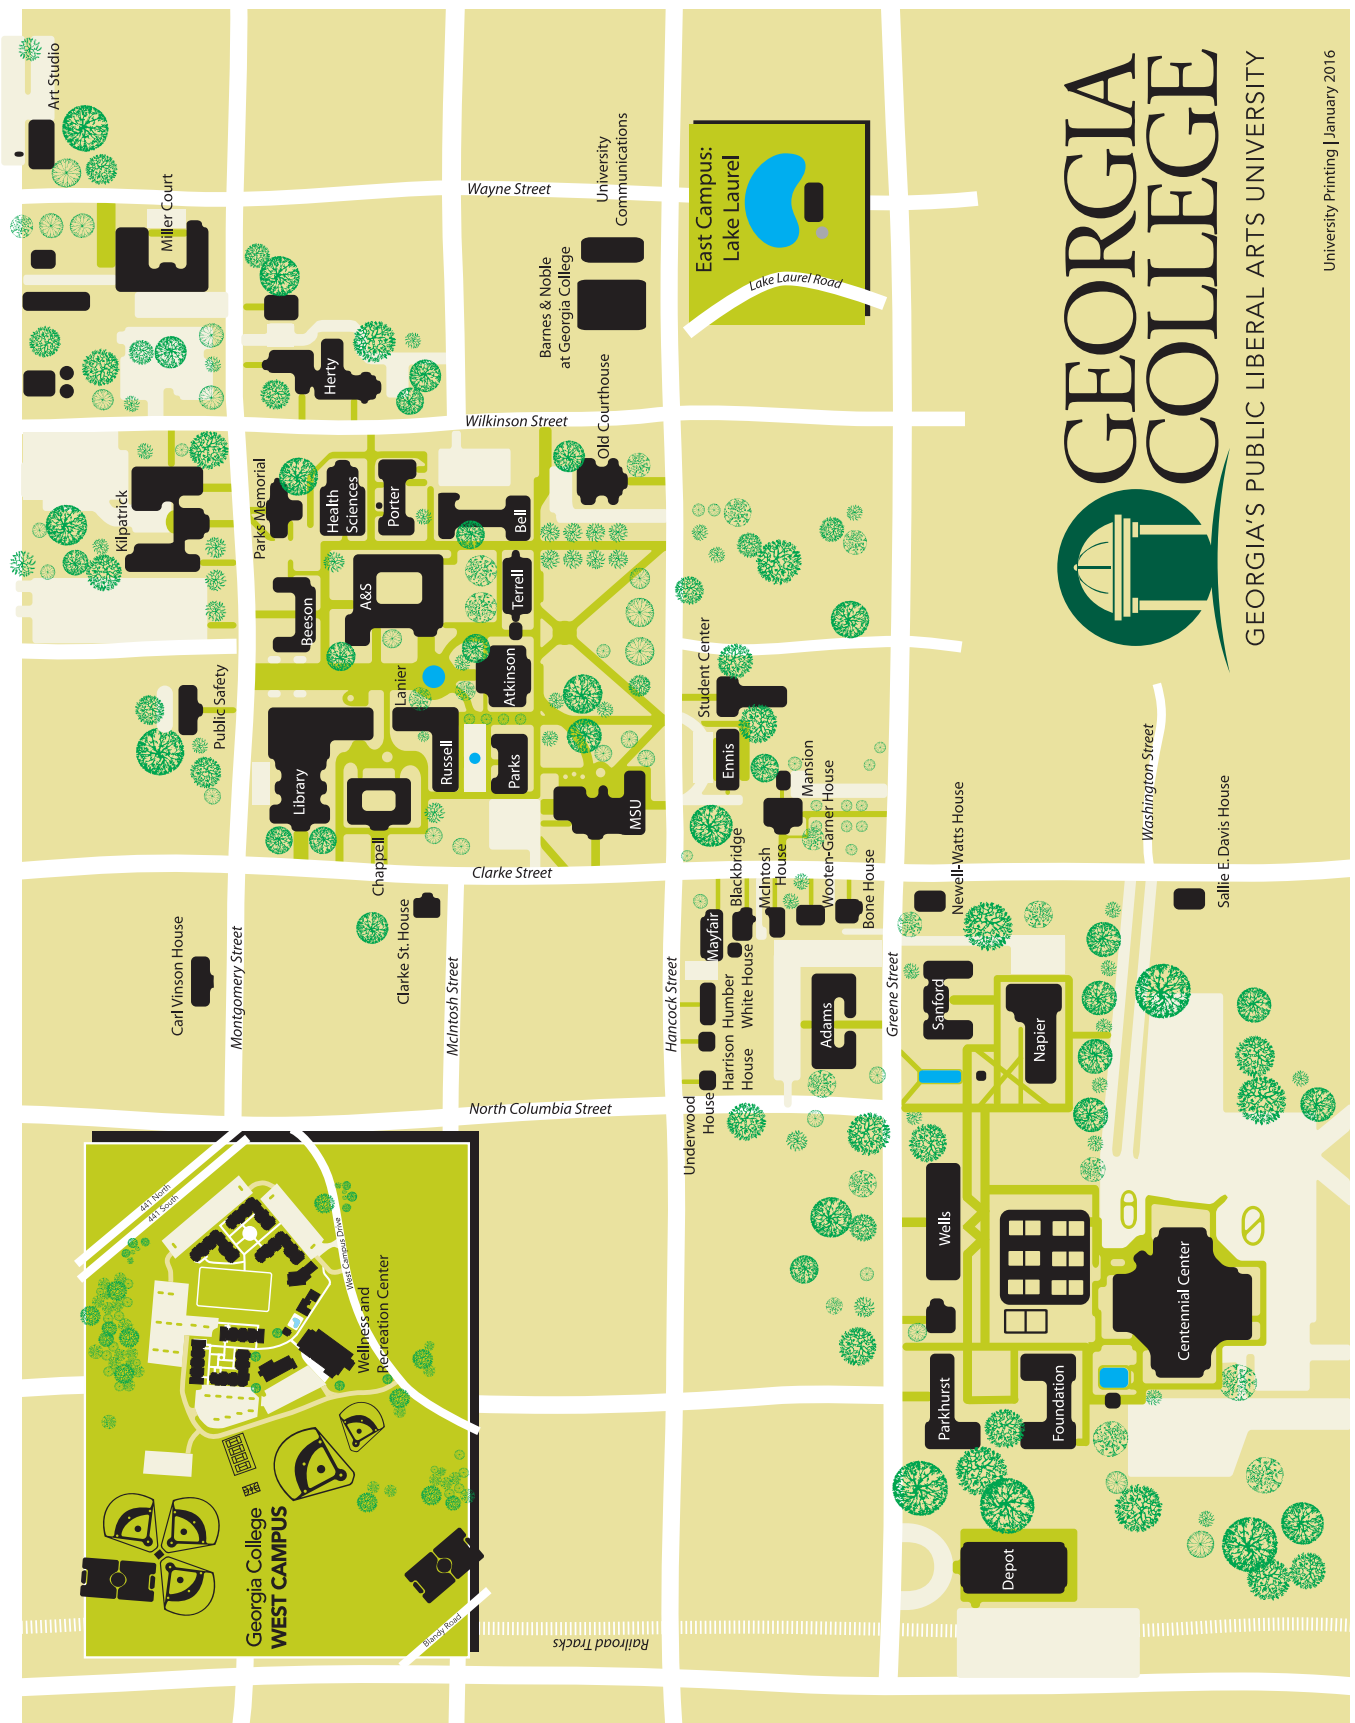 Art Studio
Miller Court
Wayne Street
University
Communications
East Campus:
Lake Laurel
Lake Laurel Road
GEORGIA
COLLEGE
GEORGIA'S PUBLIC LIBERAL ARTS UNIVERSITY
University Printing | January 2016
Barnes & Noble
at Georgia College
Herty
Wilkinson Street
Old Courthouse
Kilpatrick
Parks Memorial
Health
Sciences
Porter
Bell
Beeson
A&S
Terrell
Public Safety
Lanier
Atkinson
Student Center
Library
Russell
Parks
MSU
Ennis
Mansion
Wooten-Garner House
Washington Street
Chappell
Clarke Street
Blackbridge
McIntosh
House
Bone House
Newell-Watts House
Sallie E. Davis House
Carl Vinson House
Montgomery Street
Clarke St. House
McIntosh Street
Hancock Street
Mayfair
Humber
White House
Harrison
House
Adams
Greene Street
Sanford
Napier
North Columbia Street
Underwood
House
441 North
441 South
West Campus Drive
Wellness and
Recreation Center
Wells
Centennial Center
Parkhurst
Foundation
Georgia College
WEST CAMPUS
Blandy Road
Railroad Tracks
Depot